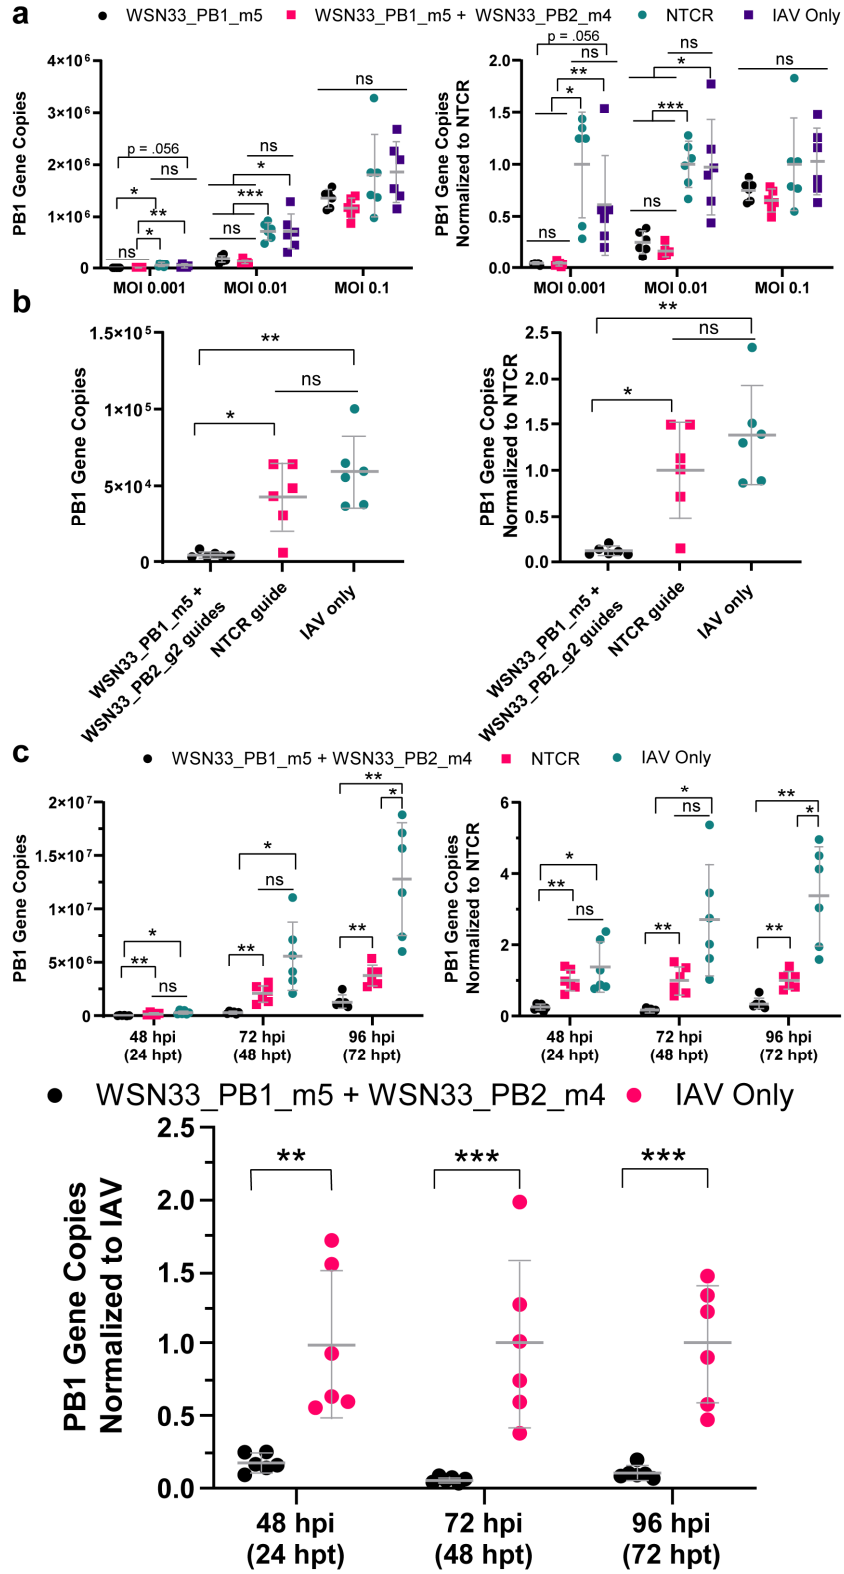 a
WSN33_PB1_m5 WSN33_PB1_m5 + WSN33_PB2_m4 NTCR IAV Only
PB1 Gene Copies
4×10⁶
3×10⁶
2×10⁶
1×10⁶
0
ns
p = .056
ns
*
**
*
ns
ns
*
***
ns
ns
MOI 0.001 MOI 0.01 MOI 0.1
PB1 Gene Copies
Normalized to NTCR
2.0
1.5
1.0
0.5
0.0
p = .056
ns
**
*
ns
ns
*
***
ns
ns
MOI 0.001 MOI 0.01 MOI 0.1
b
PB1 Gene Copies
1.5×10⁵
1×10⁵
5×10⁴
0
**
ns
*
WSN33_PB1_m5 +
WSN33_PB2_g2 guides
NTCR guide
IAV only
PB1 Gene Copies
Normalized to NTCR
2.5
2.0
1.5
1.0
0.5
0.0
**
ns
*
WSN33_PB1_m5 +
WSN33_PB2_g2 guides
NTCR guide
IAV only
c
WSN33_PB1_m5 + WSN33_PB2_m4 NTCR IAV Only
PB1 Gene Copies
2×10⁷
1.5×10⁷
1×10⁷
5×10⁶
0
*
**
ns
*
ns
**
**
*
**
48 hpi 72 hpi 96 hpi
(24 hpt) (48 hpt) (72 hpt)
PB1 Gene Copies
Normalized to NTCR
6
4
2
0
*
**
ns
*
ns
**
**
*
**
48 hpi 72 hpi 96 hpi
(24 hpt) (48 hpt) (72 hpt)
WSN33_PB1_m5 + WSN33_PB2_m4 IAV Only
PB1 Gene Copies
Normalized to IAV
2.5
2.0
1.5
1.0
0.5
0.0
** *** ***
48 hpi 72 hpi 96 hpi
(24 hpt) (48 hpt) (72 hpt)